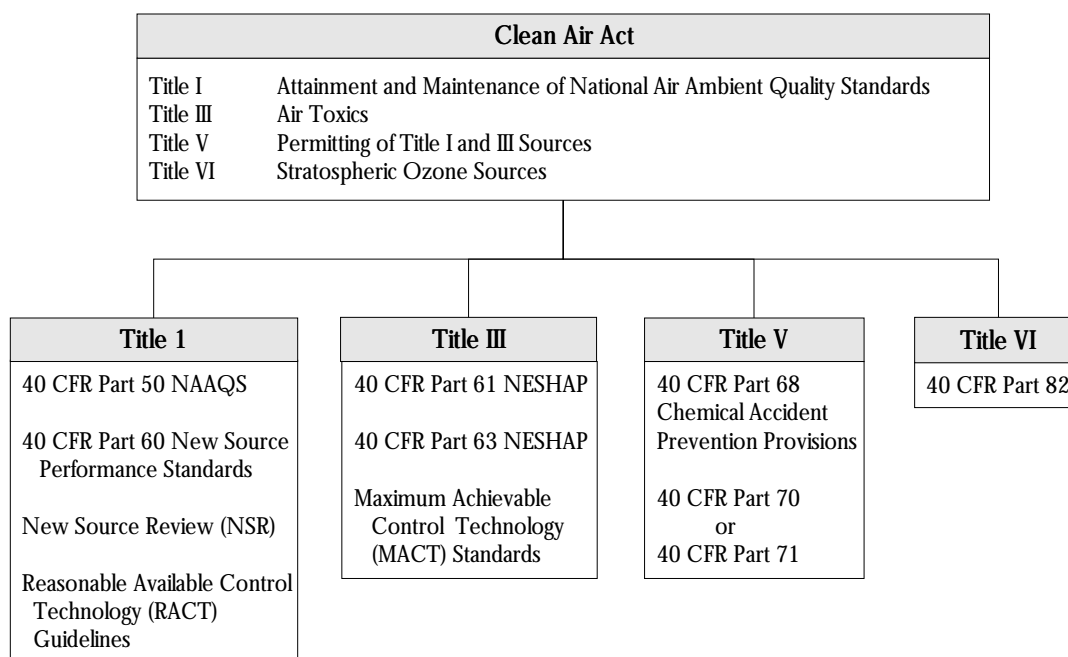 Clean Air Act
Title I Attainment and Maintenance of National Air Ambient Quality Standards
Title III Air Toxics
Title V Permitting of Title I and III Sources
Title VI Stratospheric Ozone Sources
Title 1
40 CFR Part 50 NAAQS
40 CFR Part 60 New Source
Performance Standards
New Source Review (NSR)
Reasonable Available Control
Technology (RACT)
Guidelines
Title III
40 CFR Part 61 NESHAP
40 CFR Part 63 NESHAP
Maximum Achievable
Control Technology
(MACT) Standards
Title V
40 CFR Part 68
Chemical Accident
Prevention Provisions
40 CFR Part 70
or
40 CFR Part 71
Title VI
40 CFR Part 82